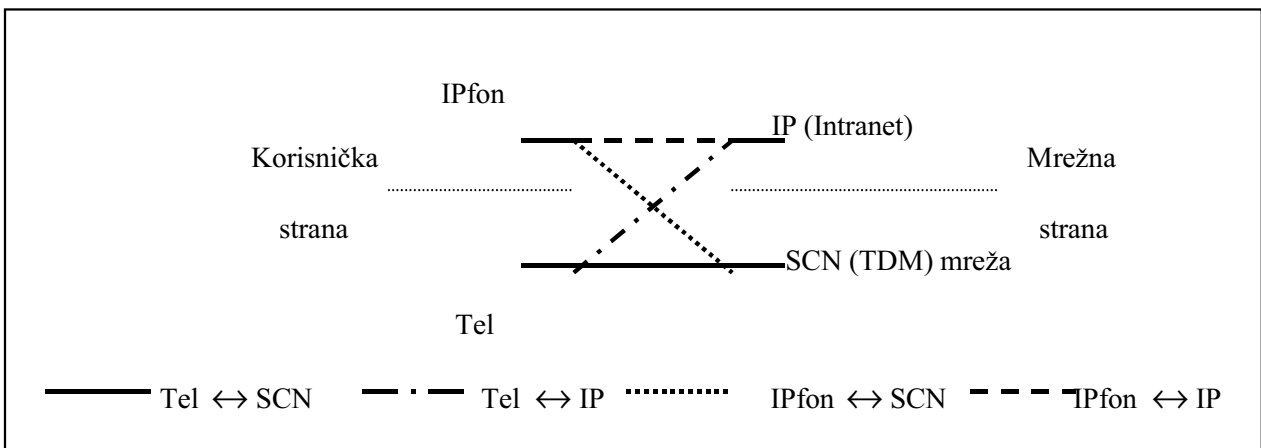 IPfon
IP (Intranet)
Korisnička
Mrežna
strana
strana
SCN (TDM) mreža
Tel
Tel ↔ SCN
Tel ↔ IP
IPfon ↔ SCN
IPfon ↔ IP